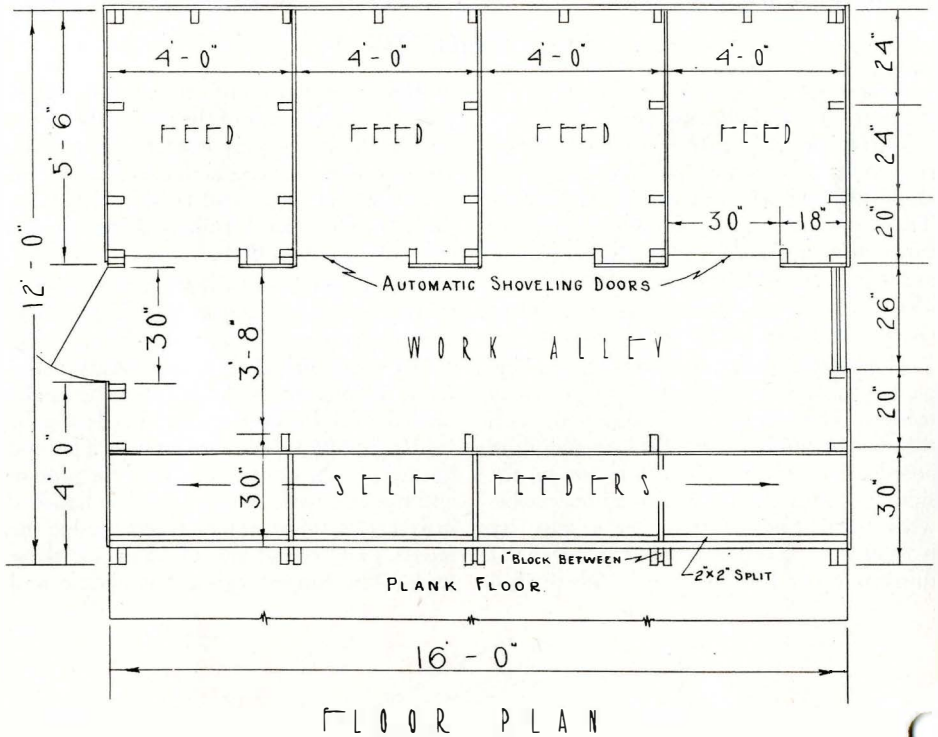 4'-0" 4'-0" 4'-0" 4'-0"
24"
5'-6"
FEED FEED FEED FEED
24"
12'-0"
30" 18"
20"
AUTOMATIC SHOVELING DOORS
30"
3'-8"
26"
WORK ALLEY
20"
4'-0"
30"
SELF FEEDERS
30"
1" BLOCK BETWEEN
2"x2" SPLIT
PLANK FLOOR
16'-0"
FLOOR PLAN